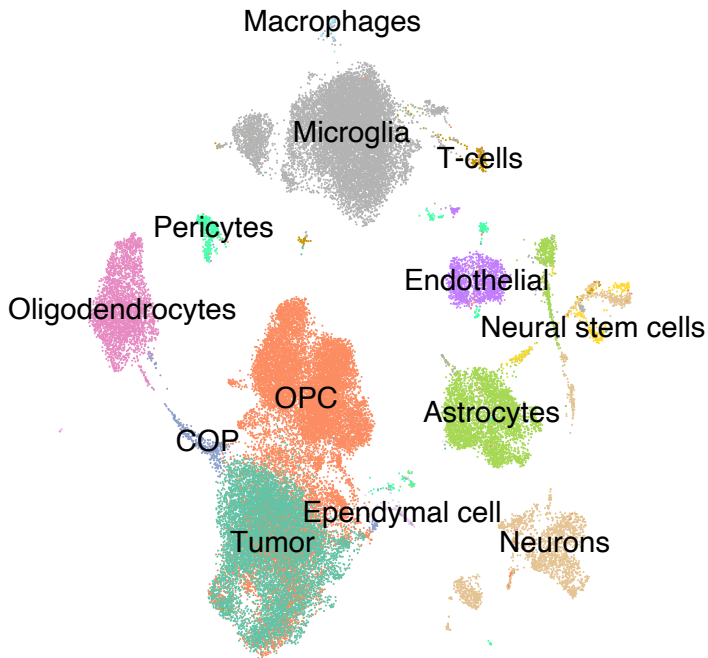 Macrophages
Microglia
T-cells
Pericytes
Endothelial
Oligodendrocytes
Neural stem cells
OPC
Astrocytes
COP
Ependymal cell
Tumor
Neurons